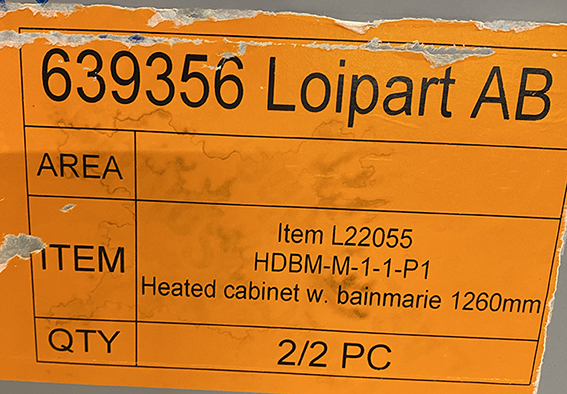 639356 Loipart AB
AREA
ITEM
Item L22055
HDBM-M-1-1-P1
Heated cabinet w. bainmarie 1260mm
QTY
2/2 PC